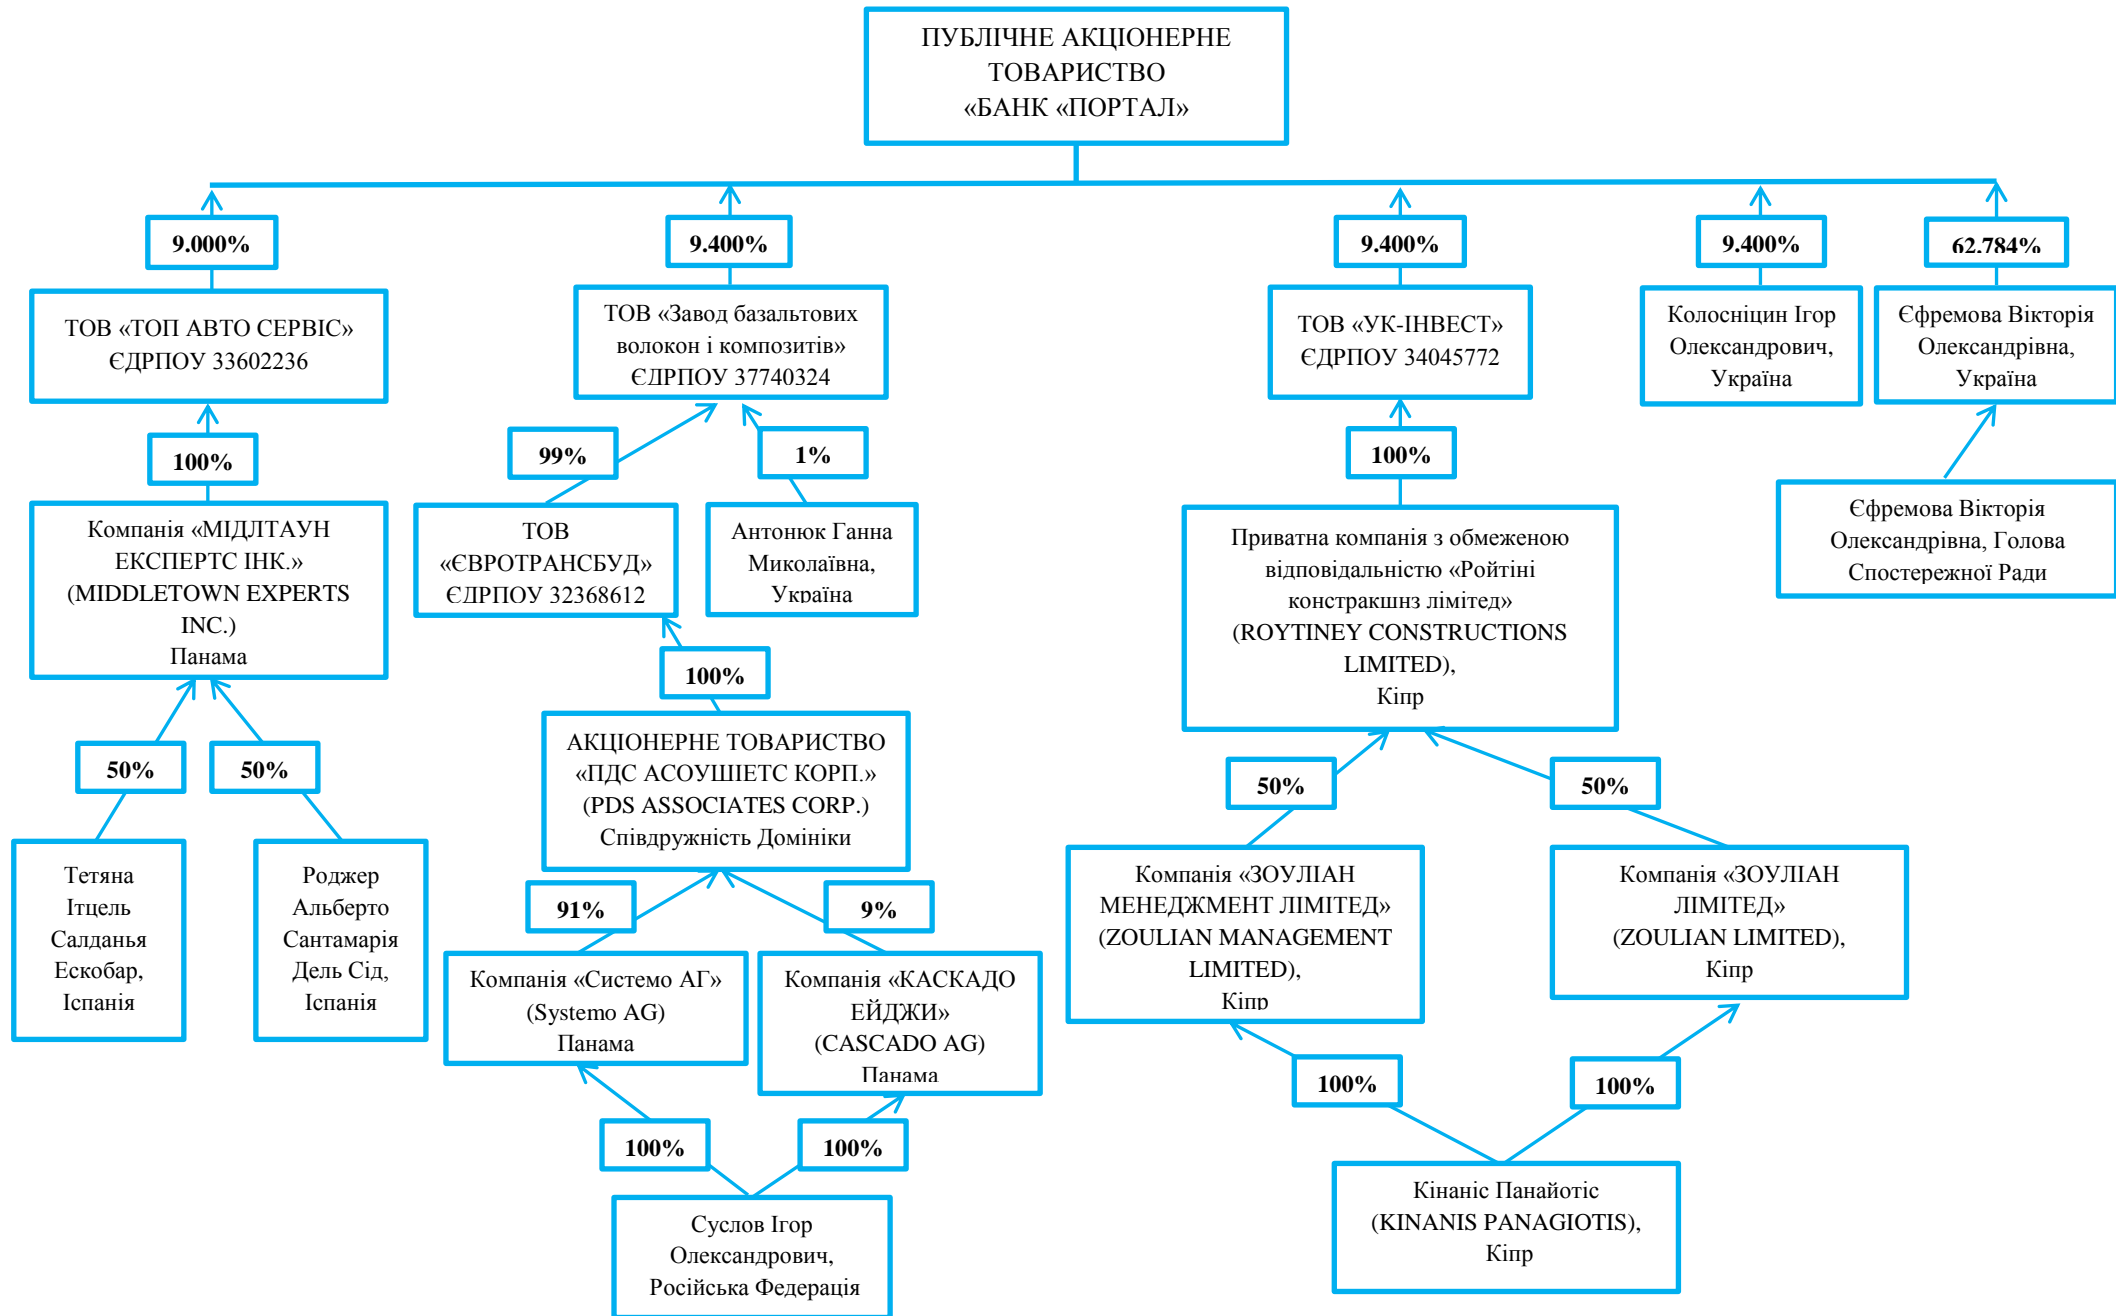 ПУБЛІЧНЕ АКЦІОНЕРНЕ
ТОВАРИСТВО
«БАНК «ПОРТАЛ»
9.000%
9.400%
9.400%
9.400%
62.784%
ТОВ «ТОП АВТО СЕРВІС»
ЄДРПОУ 33602236
ТОВ «Завод базальтових
волокон і композитів»
ЄДРПОУ 37740324
ТОВ «УК-ІНВЕСТ»
ЄДРПОУ 34045772
Колосніцин Ігор
Олександрович,
Україна
Єфремова Вікторія
Олександрівна,
Україна
100%
99%
1%
100%
Компанія «МІДЛТАУН
ЕКСПЕРТС ІНК.»
(MIDDLETOWN EXPERTS
INC.)
Панама
ТОВ
«ЄВРОТРАНСБУД»
ЄДРПОУ 32368612
Антонюк Ганна
Миколаївна,
Україна
Приватна компанія з обмеженою
відповідальністю «Ройтіні
констракшнз лімітед»
(ROYTINEY CONSTRUCTIONS
LIMITED),
Кіпр
Єфремова Вікторія
Олександрівна, Голова
Спостережної Ради
100%
50%
50%
АКЦІОНЕРНЕ ТОВАРИСТВО
«ПДС АСОУШІЕТС КОРП.»
(PDS ASSOCIATES CORP.)
Співдружність Домініки
50%
50%
Тетяна
Ітцель
Салданья
Ескобар,
Іспанія
Роджер
Альберто
Сантамарія
Дель Сід,
Іспанія
91%
9%
Компанія «ЗОУЛІАН
МЕНЕДЖМЕНТ ЛІМІТЕД»
(ZOULIAN MANAGEMENT
LIMITED),
Кіпр
Компанія «ЗОУЛІАН
ЛІМІТЕД»
(ZOULIAN LIMITED),
Кіпр
Компанія «Системо АГ»
(Systemo AG)
Панама
Компанія «КАСКАДО
ЕЙДЖИ»
(CASCADO AG)
Панама
100%
100%
100%
100%
Суслов Ігор
Олександрович,
Російська Федерація
Кінаніс Панайотіс
(KINANIS PANAGIOTIS),
Кіпр